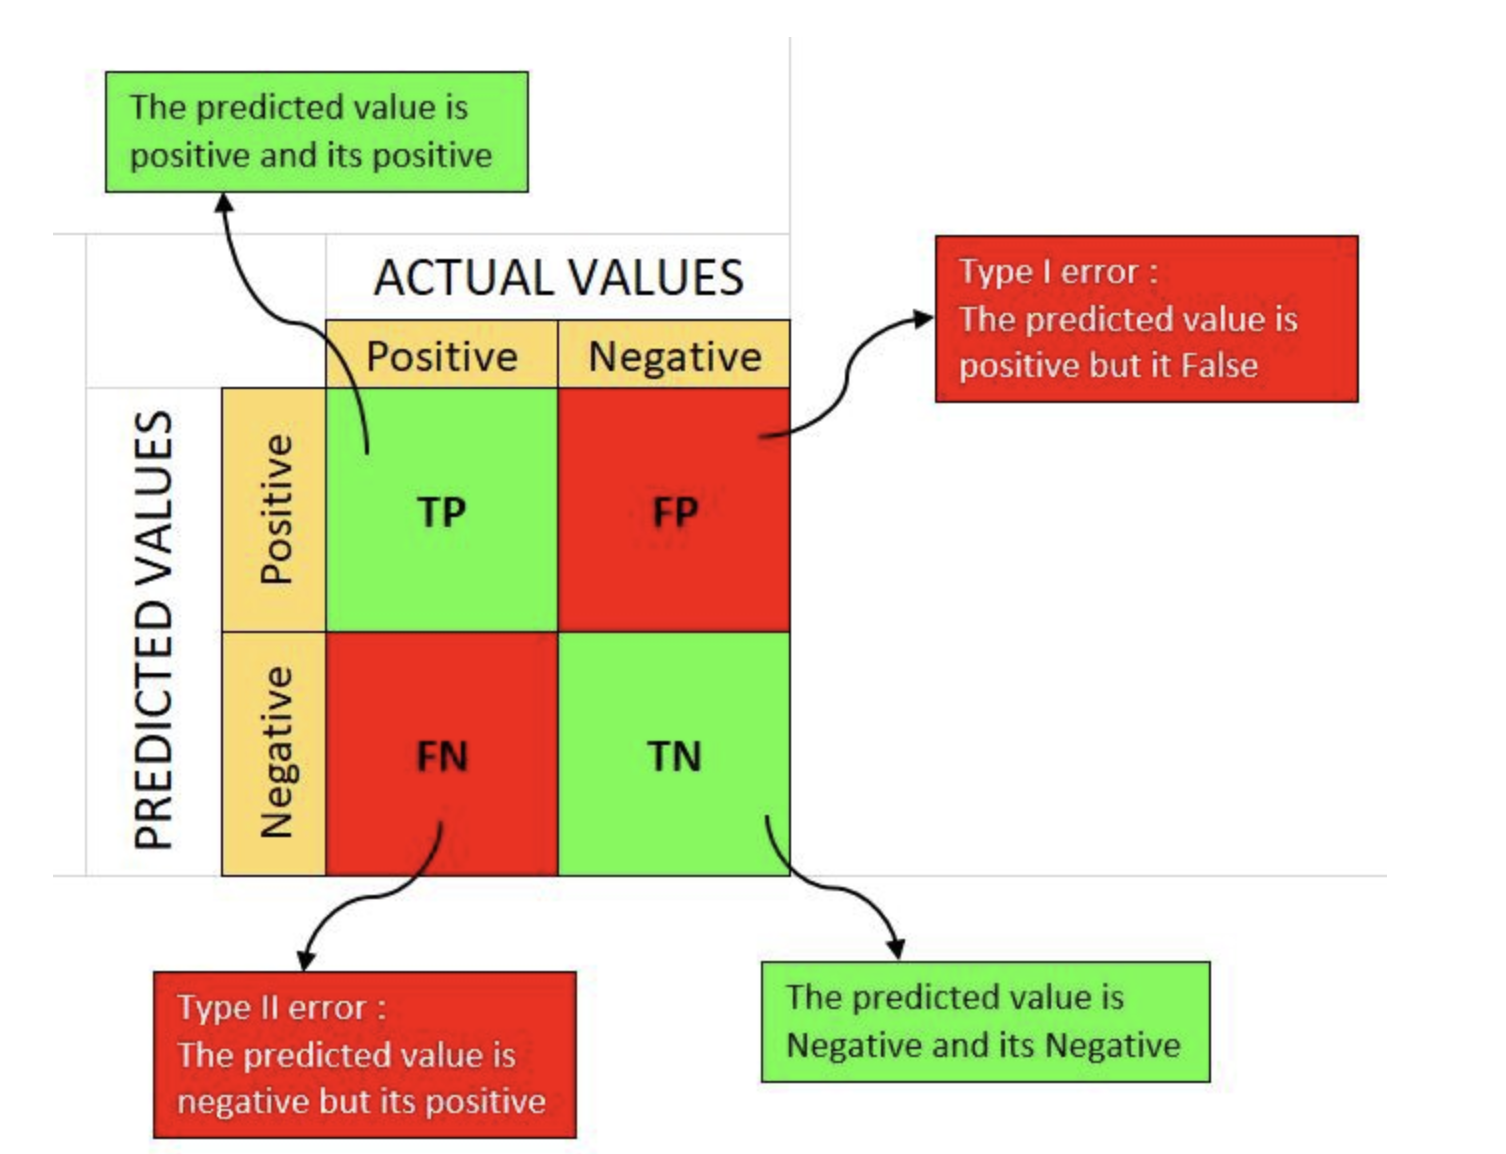 The predicted value is
positive and its positive
ACTUAL VALUES
Type I error :
The predicted value is
positive but it False
Positive
Negative
PREDICTED VALUES
Positive
TP
FP
Negative
FN
TN
Type II error :
The predicted value is
negative but its positive
The predicted value is
Negative and its Negative